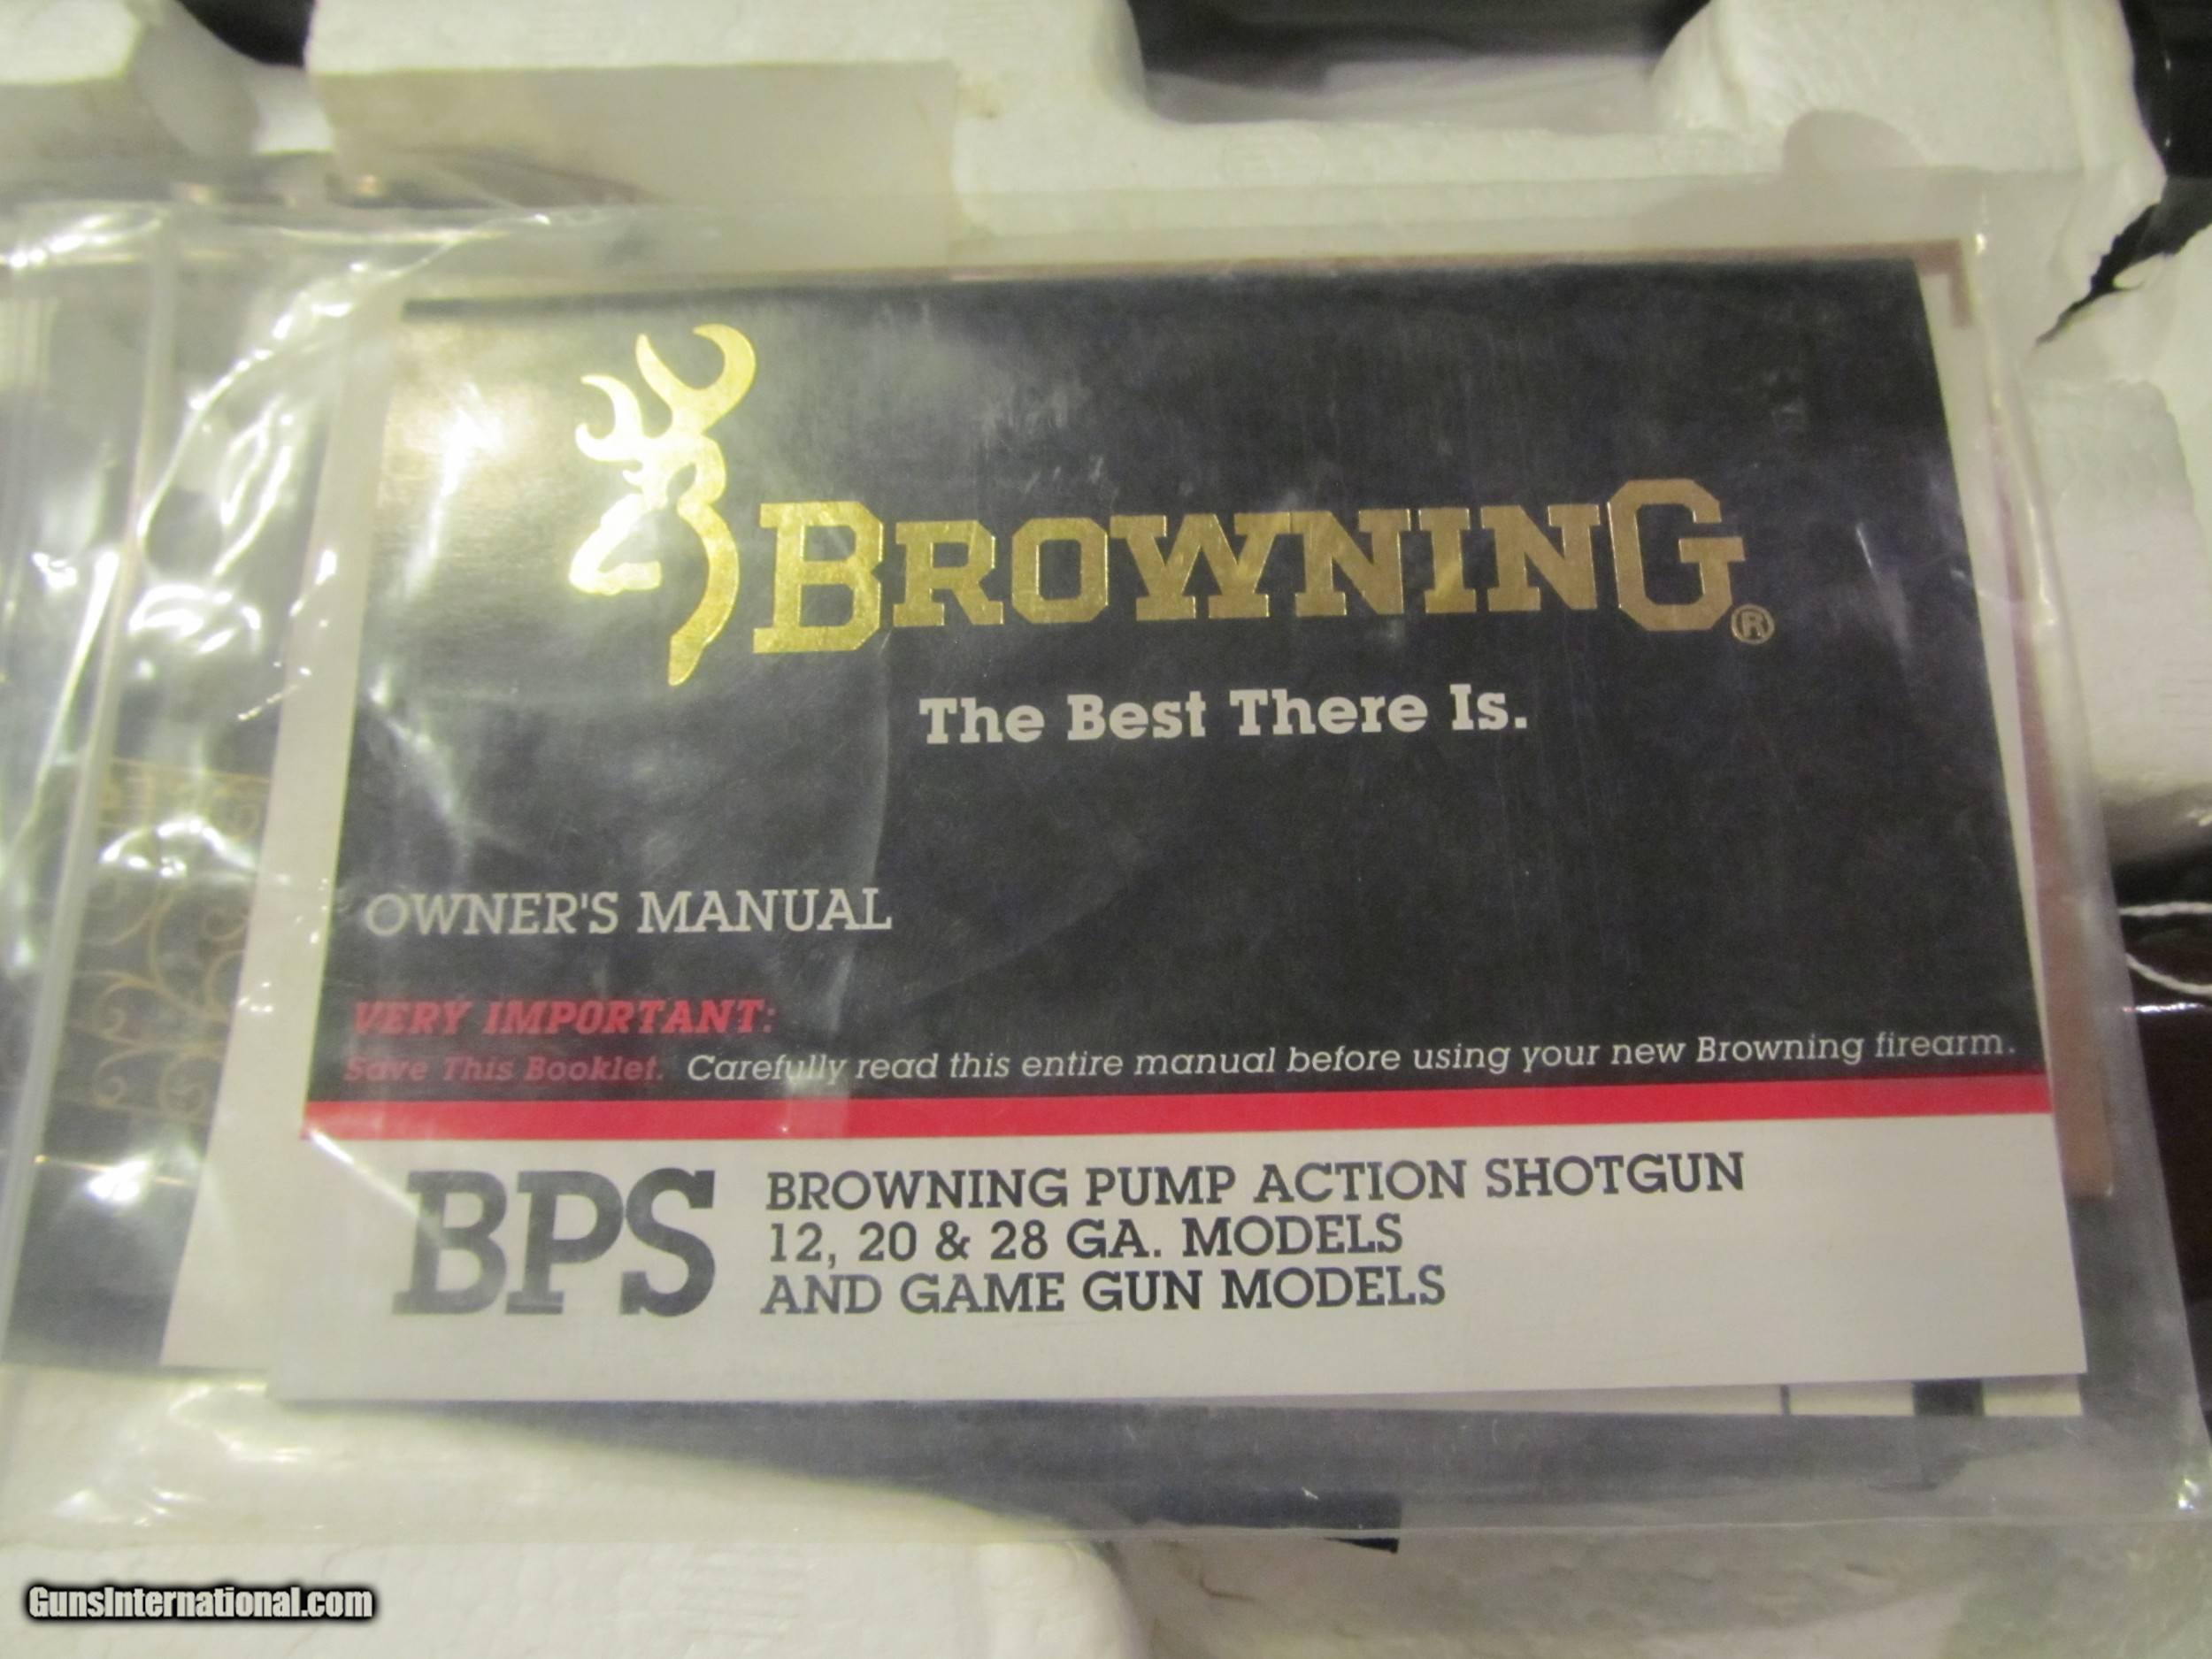 BROWNING®
The Best There Is.
OWNER'S MANUAL
VERY IMPORTANT:
Save This Booklet. Carefully read this entire manual before using your new Browning firearm.
BPS
BROWNING PUMP ACTION SHOTGUN
12, 20 & 28 GA. MODELS
AND GAME GUN MODELS
GunsInternational.com